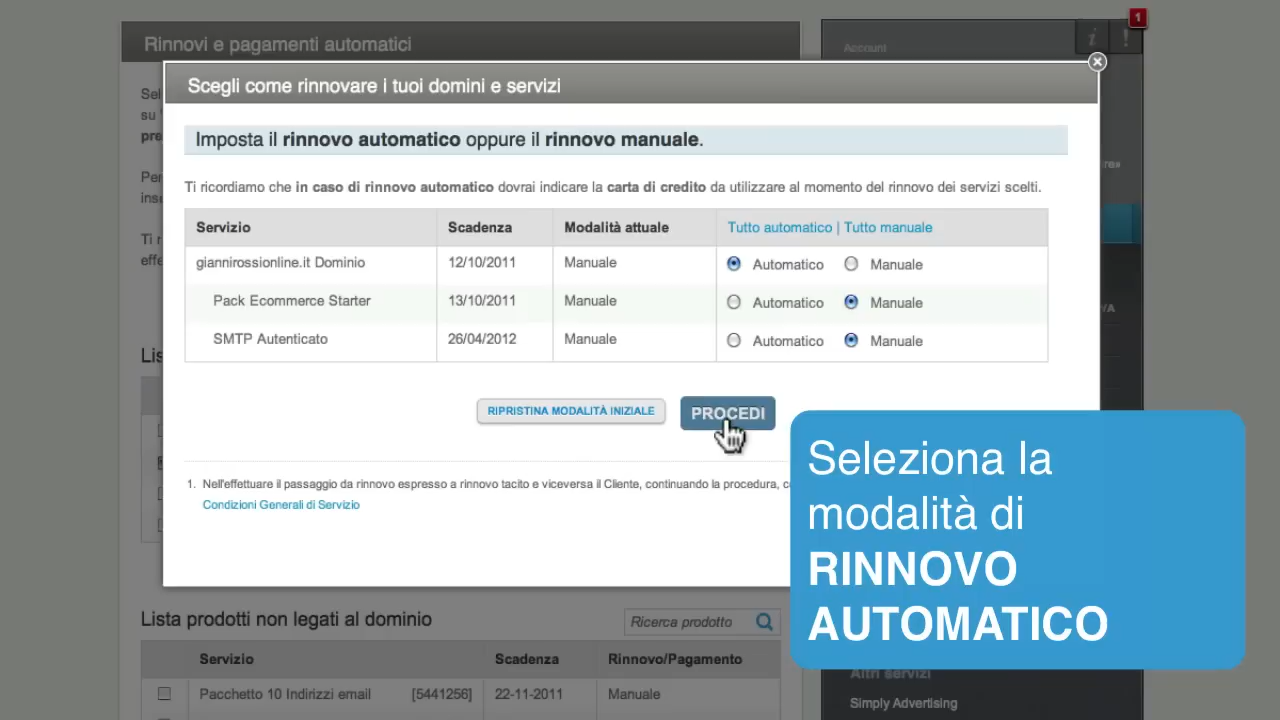 Rinnovi e pagamenti automatici
1
Account
Scegli come rinnovare i tuoi domini e servizi
Imposta il rinnovo automatico oppure il rinnovo manuale.
Ti ricordiamo che in caso di rinnovo automatico dovrai indicare la carta di credito da utilizzare al momento del rinnovo dei servizi scelti.
Servizio Scadenza Modalità attuale Tutto automatico | Tutto manuale
giannirossionline.it Dominio 12/10/2011 Manuale Automatico Manuale
Pack Ecommerce Starter 13/10/2011 Manuale Automatico Manuale
SMTP Autenticato 26/04/2012 Manuale Automatico Manuale
RIPRISTINA MODALITÀ INIZIALE PROCEDI
1. Nell'effettuare il passaggio da rinnovo espresso a rinnovo tacito e viceversa il Cliente, continuando la procedura,
Condizioni Generali di Servizio
Seleziona la
modalità di
RINNOVO
AUTOMATICO
Lista prodotti non legati al dominio Ricerca prodotto
Servizio Scadenza Rinnovo/Pagamento
Pacchetto 10 Indirizzi email [5441256] 22-11-2011 Manuale
Altri servizi
Simply Advertising